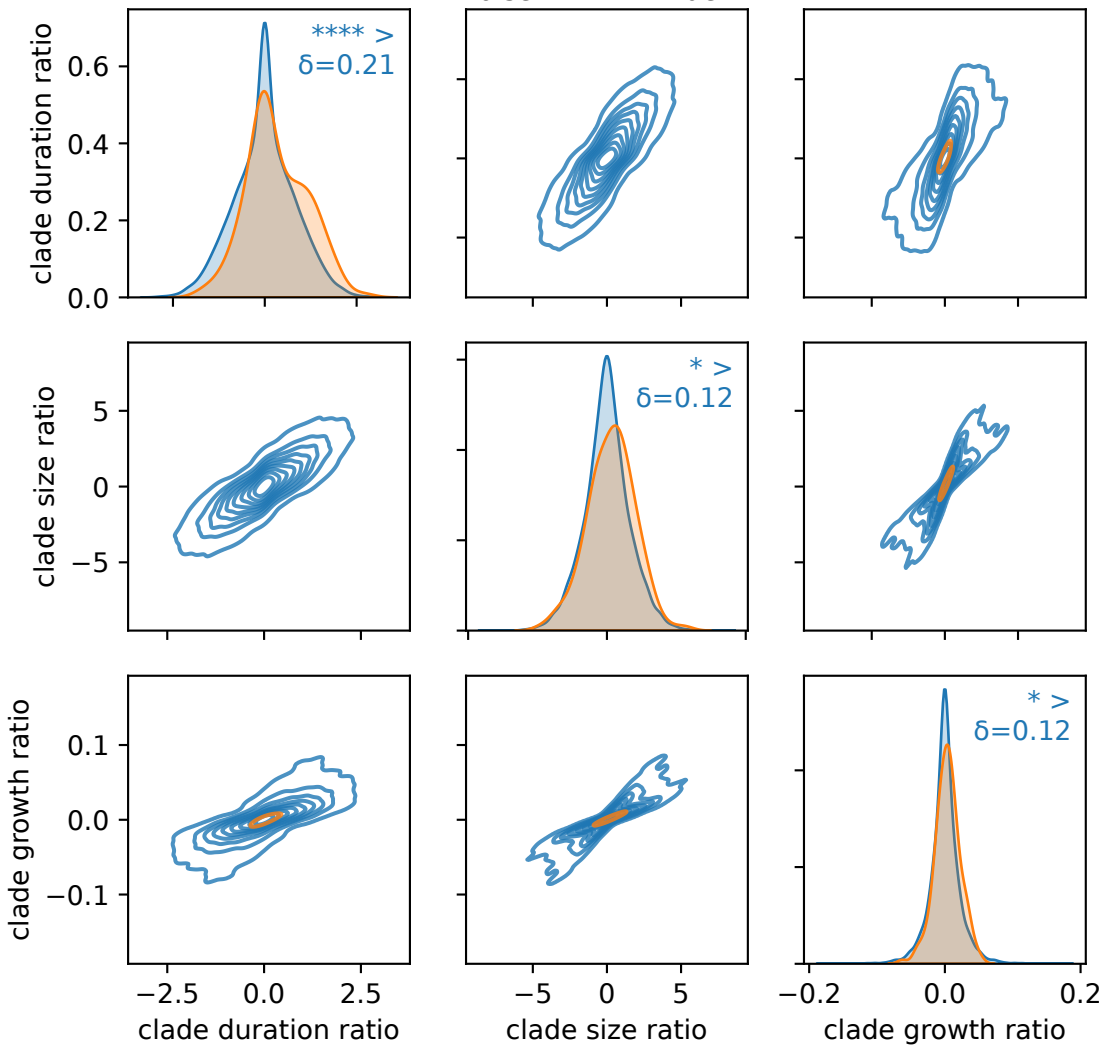 clade duration ratio
0.6
0.4
0.2
0.0
**** >
δ=0.21
clade size ratio
5
0
−5
* >
δ=0.12
clade growth ratio
0.1
0.0
−0.1
* >
δ=0.12
−2.5 0.0 2.5
−5 0 5
−0.2 0.0 0.2
clade duration ratio
clade size ratio
clade growth ratio